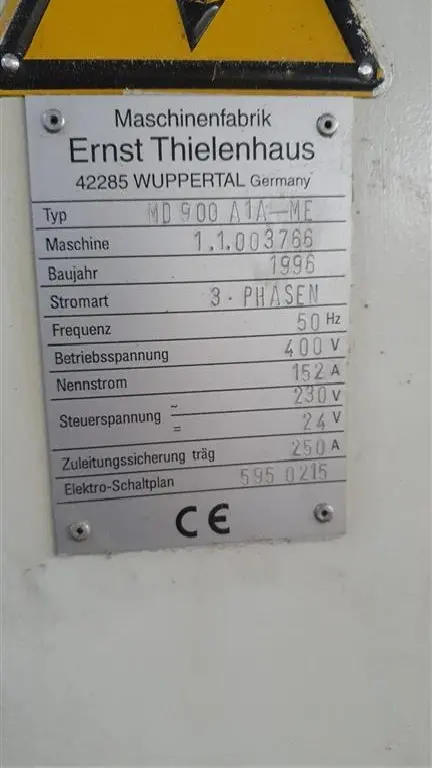 Maschinenfabrik
Ernst Thielenhaus
42285 WUPPERTAL Germany
Typ MD 900 A1A-ME
Maschine 1.1.003766
Baujahr 1996
Stromart 3-PHASEN
Frequenz 50 Hz
Betriebsspannung 400 V
Nennstrom 152 A
Steuerspannung ~ 230 V
= 24 V
Zuleitungssicherung träg 250 A
Elektro-Schaltplan 595 0215
CE